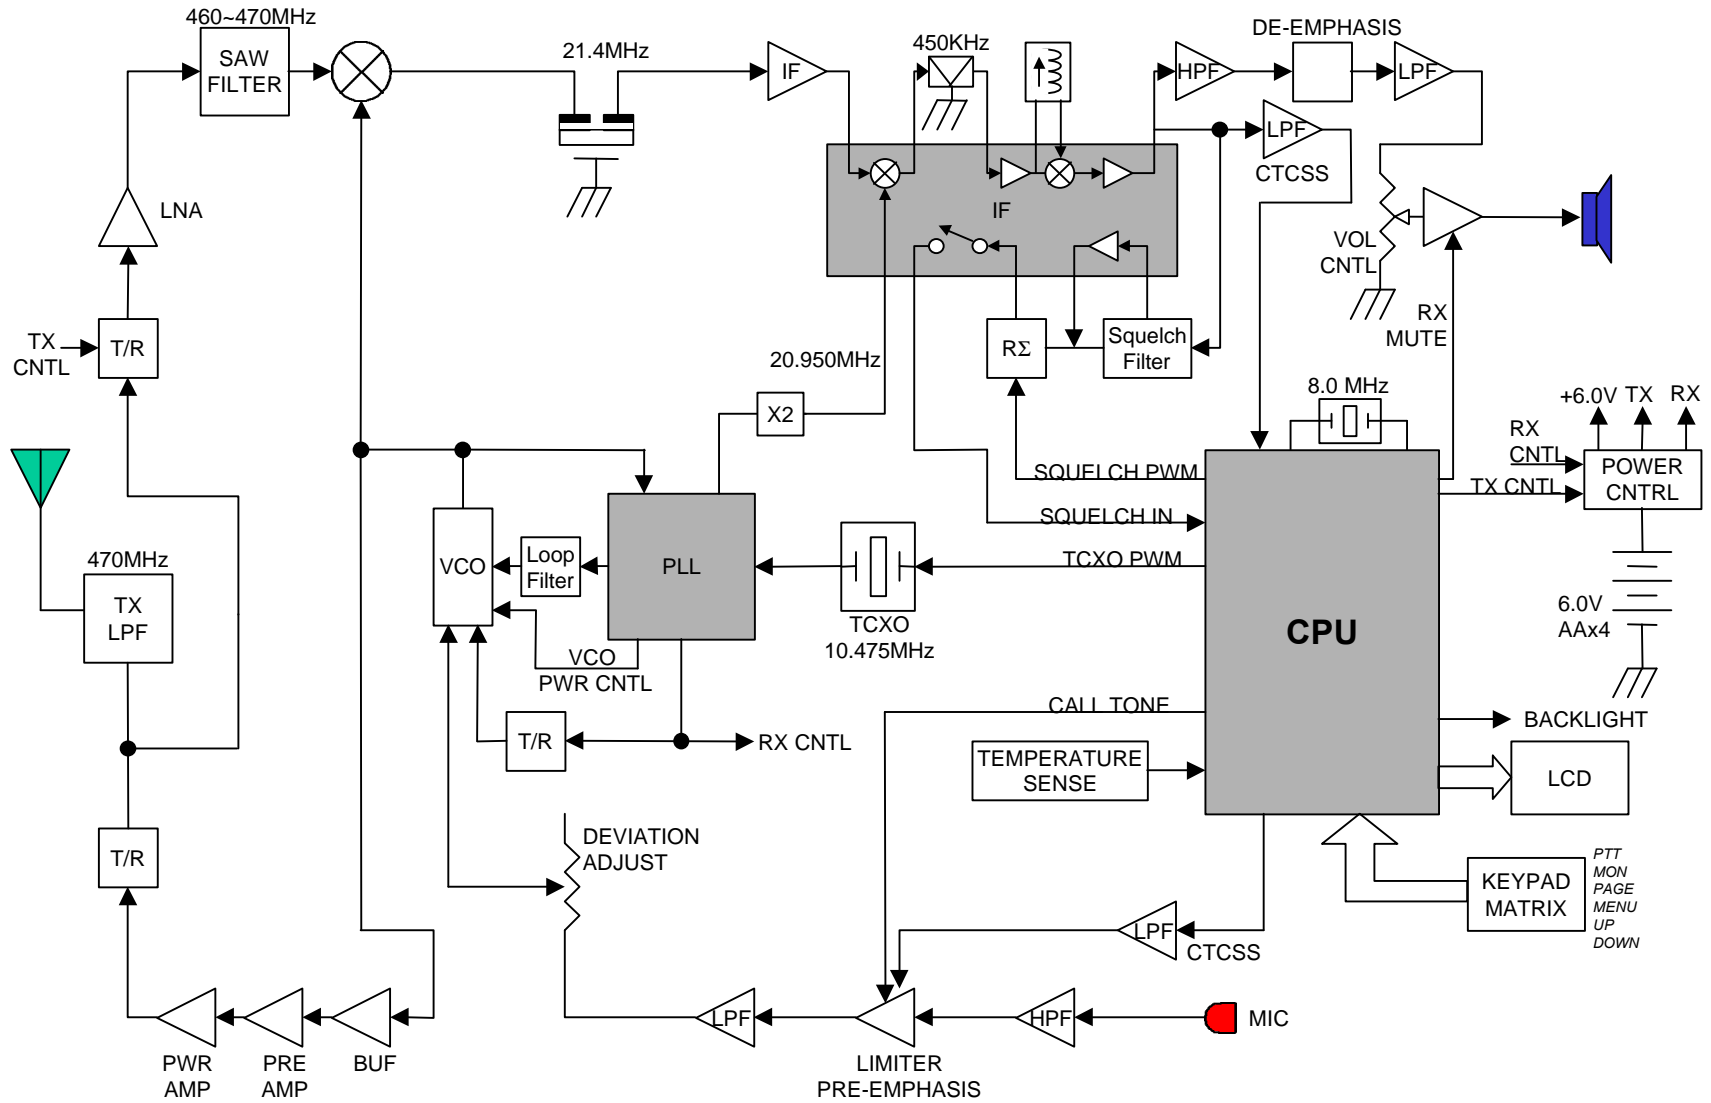 460~470MHz
SAW
FILTER
21.4MHz
IF
450KHz
HPF
DE-EMPHASIS
LPF
LPF
CTCSS
LNA
IF
VOL
CNTL
TX
CNTL
T/R
RΣ
Squelch
Filter
RX
MUTE
20.950MHz
X2
8.0 MHz
+6.0V
TX
RX
RX
CNTL
POWER
CNTRL
TX CNTL
SQUELCH PWM
SQUELCH IN
TCXO PWM
470MHz
TX
LPF
VCO
Loop
Filter
PLL
TCXO
10.475MHz
CPU
6.0V
AAx4
VCO
PWR CNTL
T/R
RX CNTL
CALL TONE
TEMPERATURE
SENSE
BACKLIGHT
LCD
T/R
DEVIATION
ADJUST
KEYPAD
MATRIX
PTT
MON
PAGE
MENU
UP
DOWN
LPF
CTCSS
LPF
HPF
MIC
PWR
AMP
PRE
AMP
BUF
LIMITER
PRE-EMPHASIS